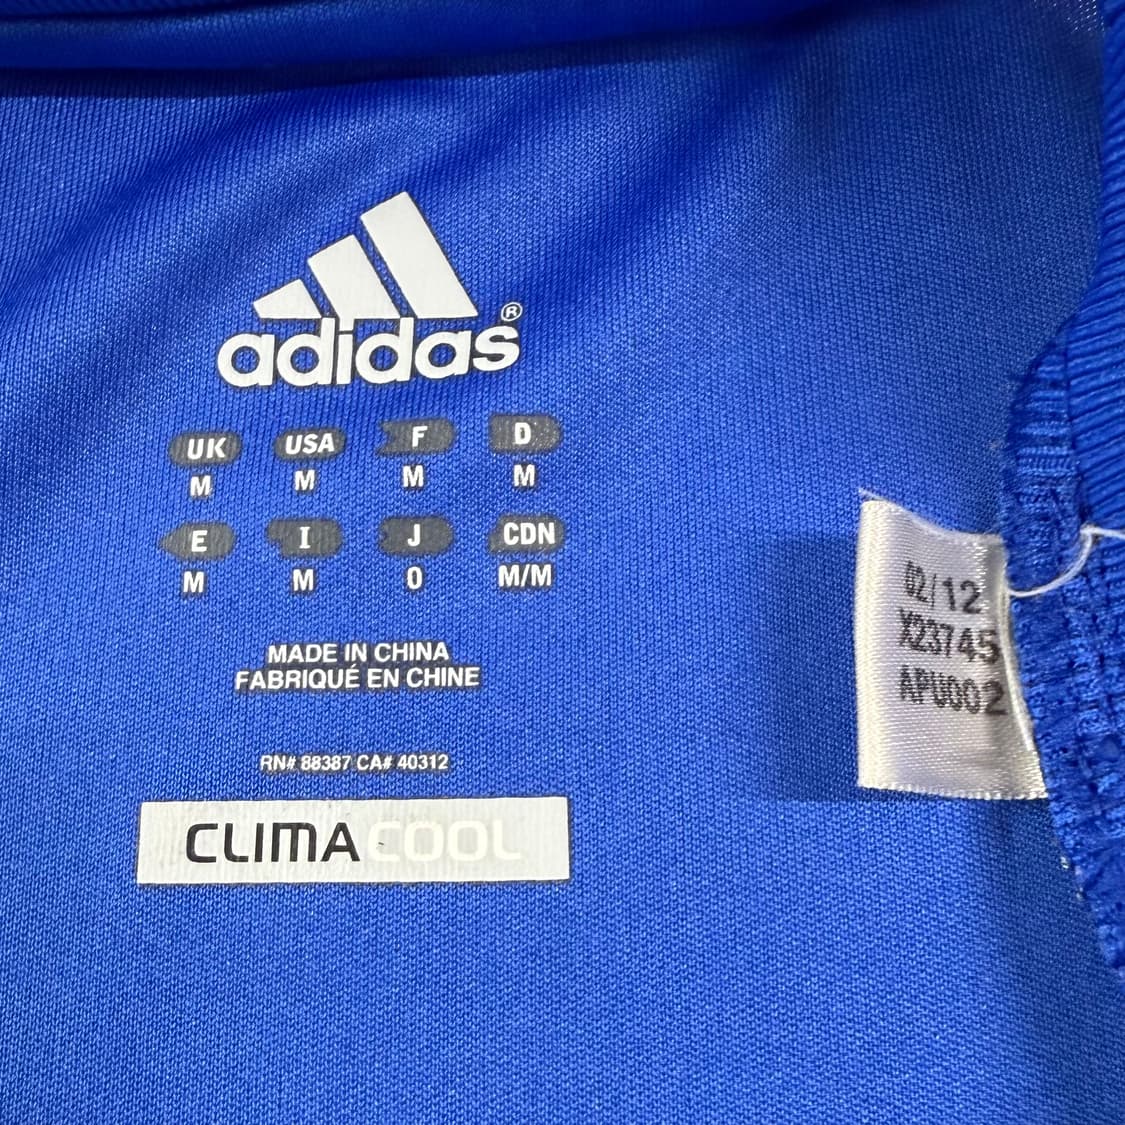 adidas®
UK USA F D
M M M M
E I J CDN
M M O M/M
MADE IN CHINA
FABRIQUÉ EN CHINE
RN# 88387 CA# 40312
CLIMACOOL
02/12
X23745
APU002